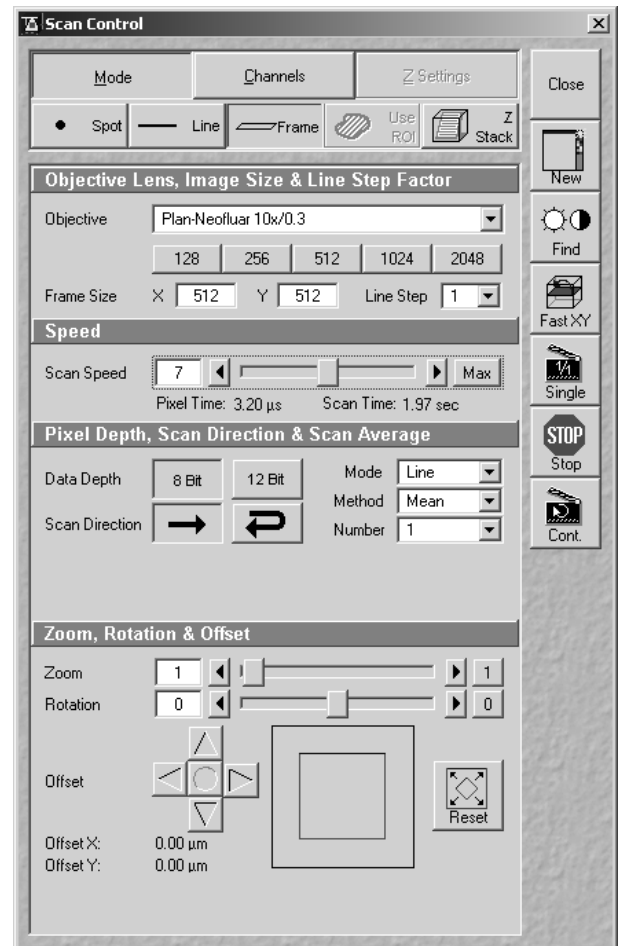 Scan Control
Mode Channels Z Settings Close
Spot Line Frame Use ROI Z Stack
New
Objective Lens, Image Size & Line Step Factor
Objective Plan-Neofluar 10x/0.3
Find
128 256 512 1024 2048
Frame Size X 512 Y 512 Line Step 1
Fast XY
Speed
Scan Speed 7 Max
1/1
Single
Pixel Time: 3.20 µs Scan Time: 1.97 sec
Pixel Depth, Scan Direction & Scan Average
STOP
Stop
Data Depth 8 Bit 12 Bit Mode Line
Method Mean
Scan Direction Number 1
Cont.
Zoom, Rotation & Offset
Zoom 1 1
Rotation 0 0
Offset
Reset
Offset X: 0.00 µm
Offset Y: 0.00 µm